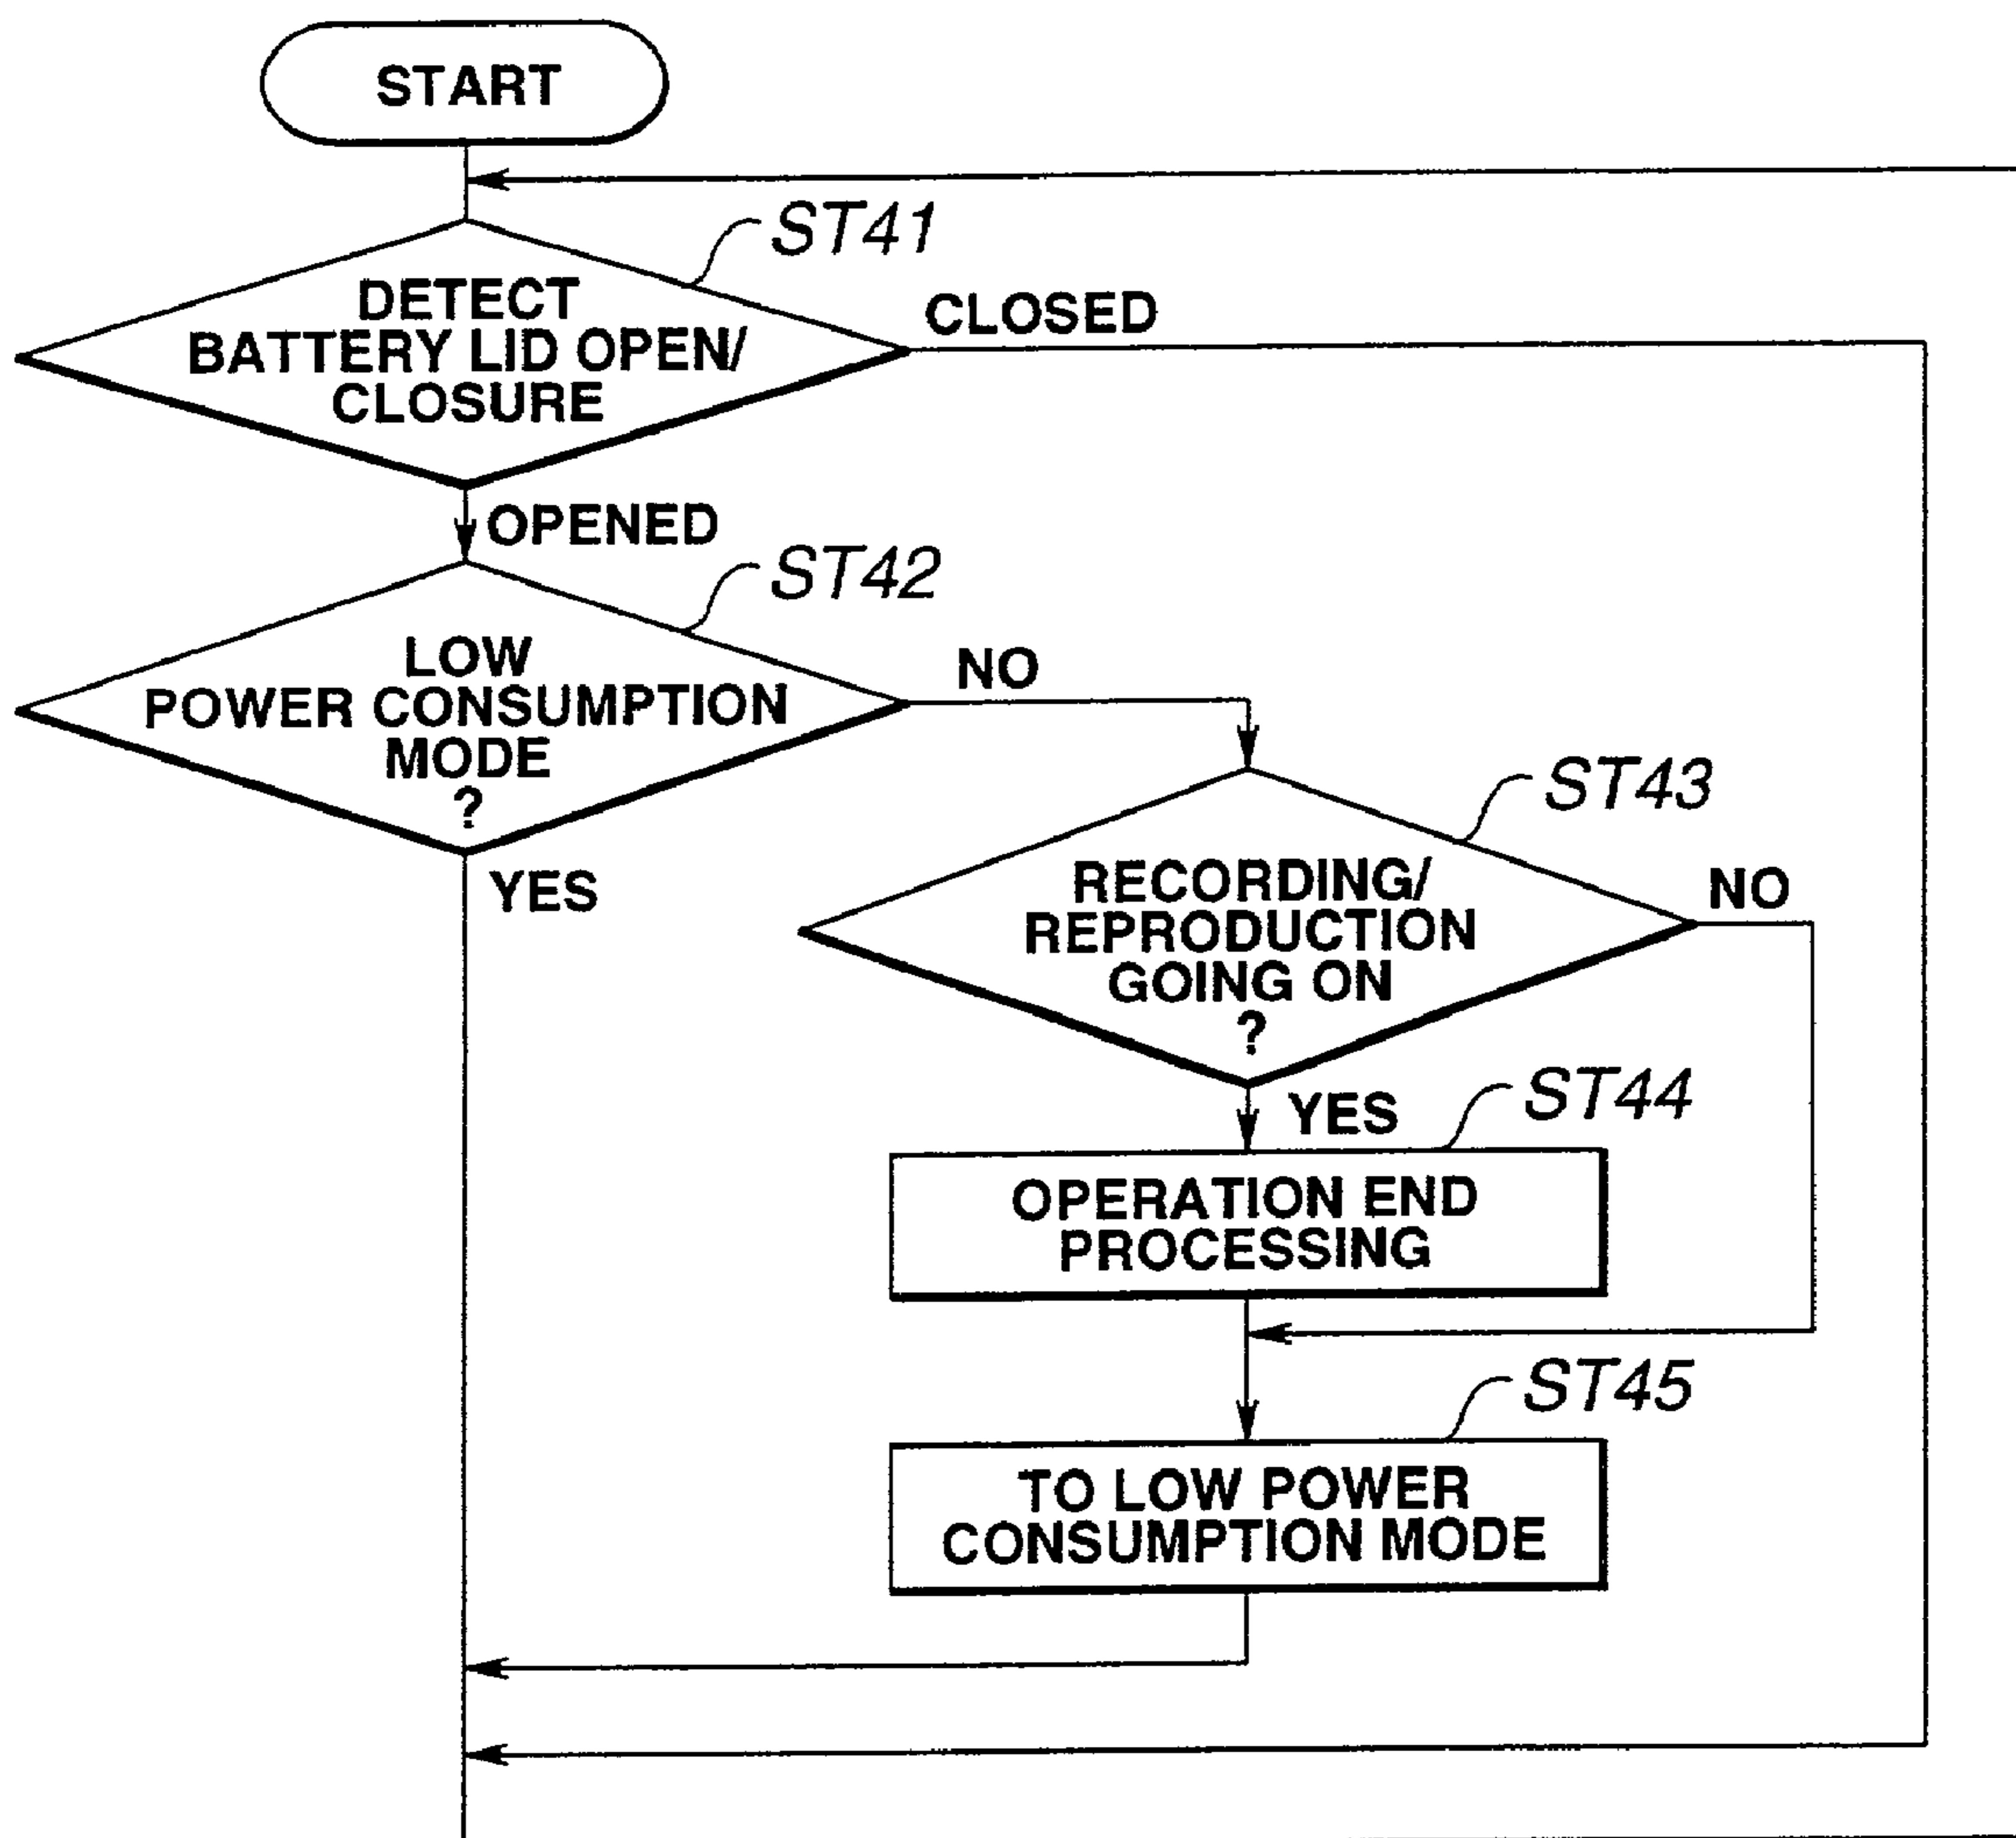 START
ST41
DETECT
BATTERY LID OPEN/
CLOSURE
CLOSED
OPENED
ST42
LOW
POWER CONSUMPTION
MODE
?
NO
YES
ST43
RECORDING/
REPRODUCTION
GOING ON
?
NO
YES
ST44
OPERATION END
PROCESSING
ST45
TO LOW POWER
CONSUMPTION MODE